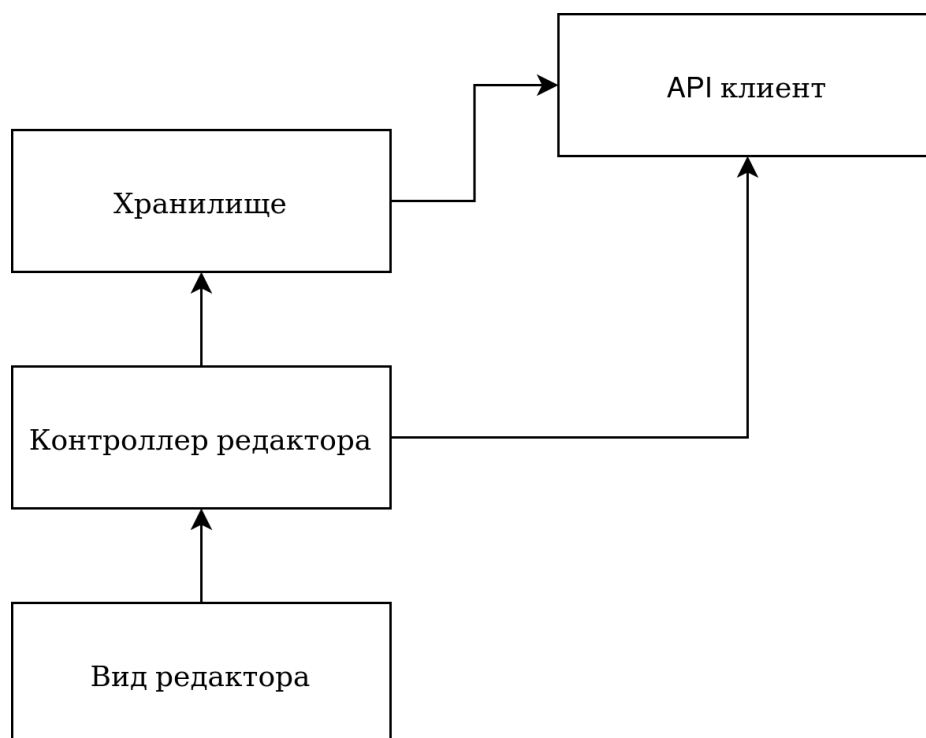 API клиент
Хранилище
Контроллер редактора
Вид редактора